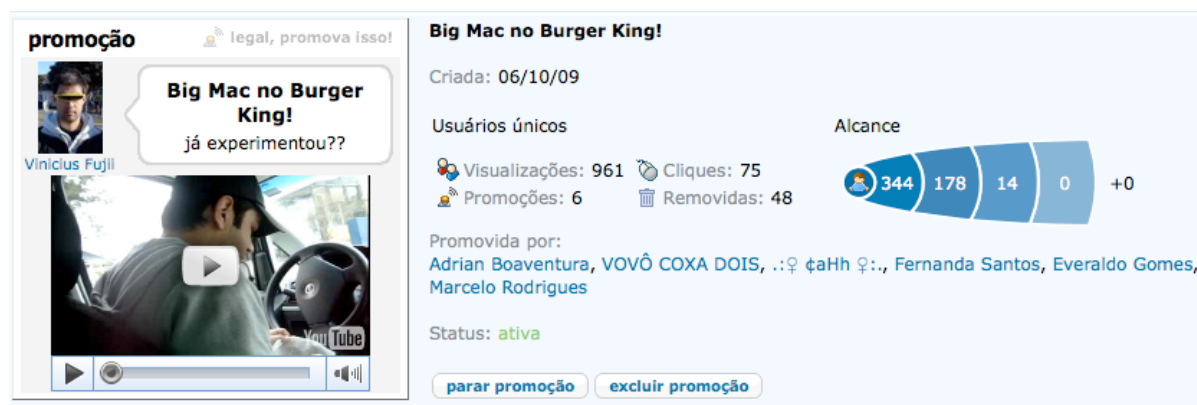 promoção
legal, promova isso!
Big Mac no Burger
King!
já experimentou??
Vinicius Fujii
You Tube
Big Mac no Burger King!
Criada: 06/10/09
Usuários únicos
Alcance
Visualizações: 961
Cliques: 75
Promoções: 6
Removidas: 48
344 178 14 0 +0
Promovida por:
Adrian Boaventura, VOVÔ COXA DOIS, .:♀ ¢aHh ♀:., Fernanda Santos, Everaldo Gomes,
Marcelo Rodrigues
Status: ativa
parar promoção
excluir promoção